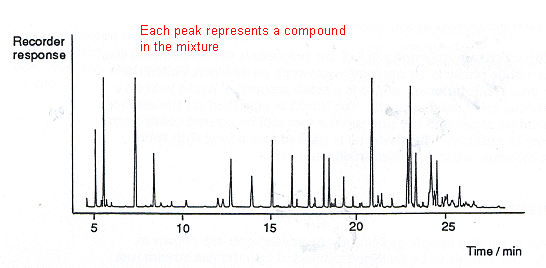 Each peak represents a compound
in the mixture
Recorder
response
5
10
15
20
25
Time / min